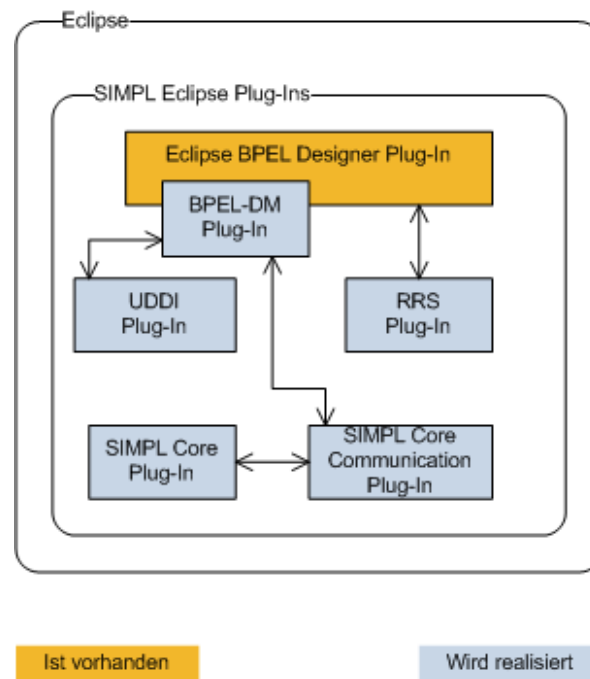 Eclipse
SIMPL Eclipse Plug-Ins
Eclipse BPEL Designer Plug-In
BPEL-DM
Plug-In
UDDI
Plug-In
RRS
Plug-In
SIMPL Core
Plug-In
SIMPL Core
Communication
Plug-In
Ist vorhanden
Wird realisiert